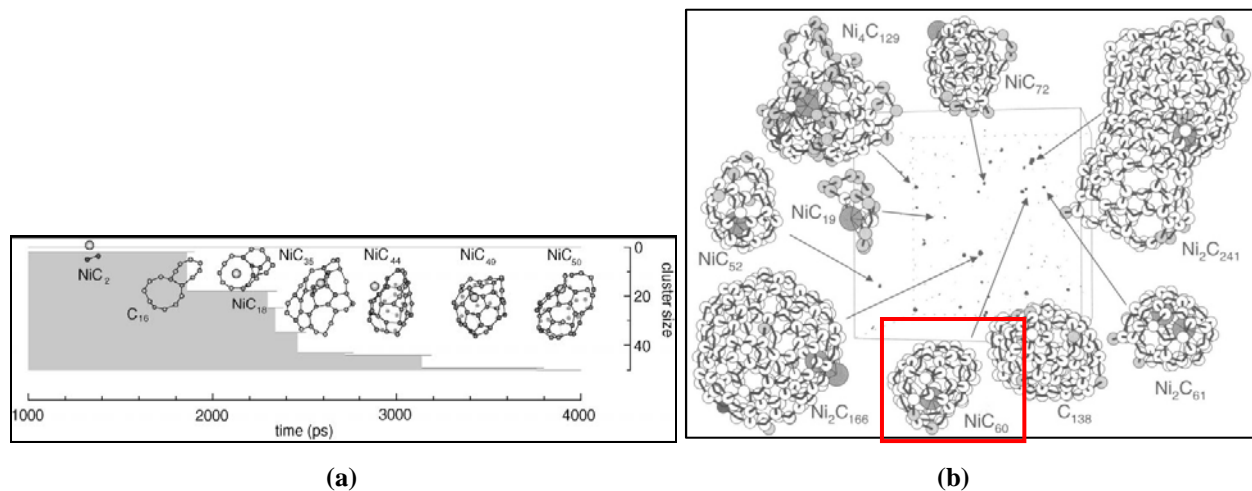 NiC₂
C₁₆
NiC₁₈
NiC₃₅
NiC₄₄
NiC₄₉
NiC₅₀
0
20
40
cluster size
1000
2000
3000
4000
time (ps)
(a)
Ni₄C₁₂₉
NiC₇₂
NiC₁₉
NiC₅₂
Ni₂C₂₄₁
Ni₂C₁₆₆
NiC₆₀
C₁₃₈
Ni₂C₆₁
(b)